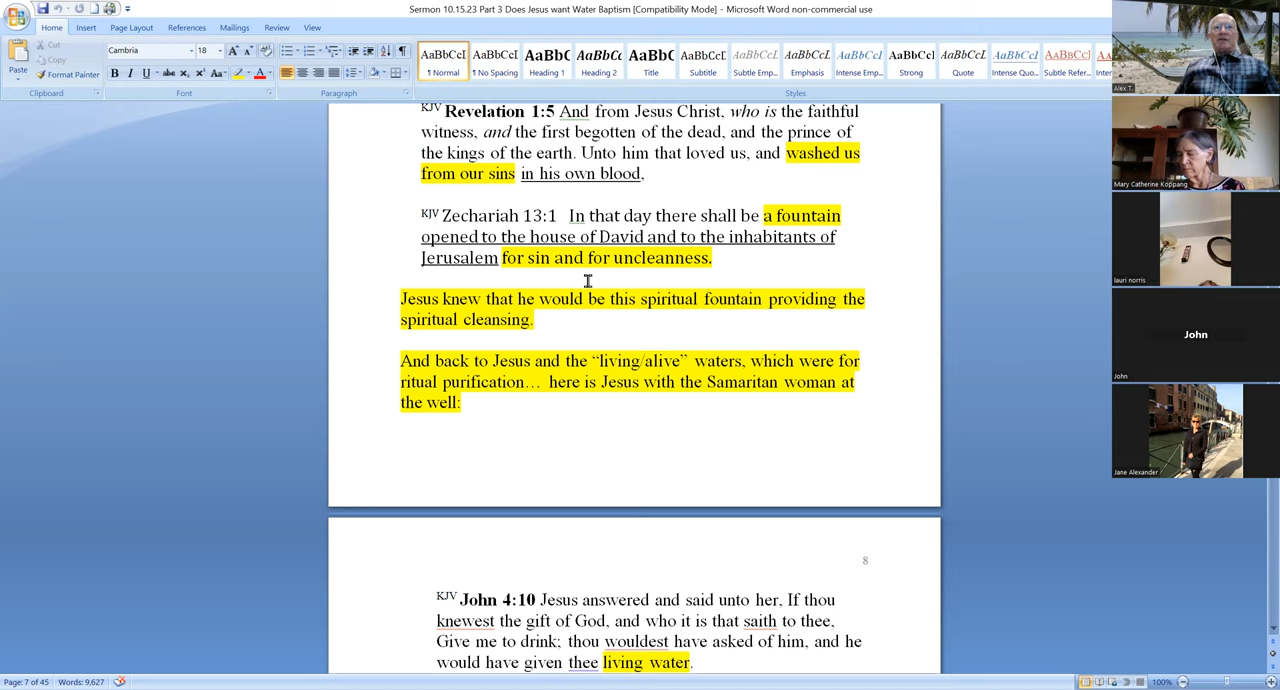 Sermon 10.15.23 Part 3 Does Jesus want Water Baptism [Compatibility Mode] - Microsoft Word non-commercial use
Home Insert Page Layout References Mailings Review View
Paste
Cut
Copy
Format Painter
Clipboard
Cambria 18
Font
Paragraph
AaBbCcI AaBbCcI AaBbC AaBbCc AaBbC AaBbCcL AaBbCcI AaBbCcI AaBbCcI AaBbCcI AaBbCcI AaBbCcI AaBbCcI
¶ Normal ¶ No Spacing Heading 1 Heading 2 Title Subtitle Subtle Emp... Emphasis Intense Emp... Strong Quote Intense Quo... Subtle Refer... Inter
Styles
KJV Revelation 1:5 And from Jesus Christ, who is the faithful
witness, and the first begotten of the dead, and the prince of
the kings of the earth. Unto him that loved us, and washed us
from our sins in his own blood,
KJV Zechariah 13:1 In that day there shall be a fountain
opened to the house of David and to the inhabitants of
Jerusalem for sin and for uncleanness.
Jesus knew that he would be this spiritual fountain providing the
spiritual cleansing.
And back to Jesus and the “living/alive” waters, which were for
ritual purification… here is Jesus with the Samaritan woman at
the well:
8
KJV John 4:10 Jesus answered and said unto her, If thou
knewest the gift of God, and who it is that saith to thee,
Give me to drink; thou wouldest have asked of him, and he
would have given thee living water.
Page: 7 of 45 Words: 9,627
100%
Alex T.
Mary Catherine Koppang
lauri norris
John
John
Jane Alexander